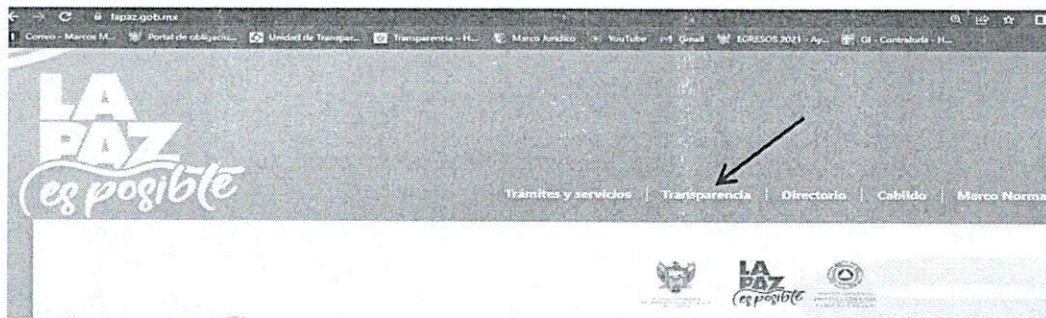 lapaz.gob.mx
Correo - Marcos M... Portal de obligacio... Unidad de Transpar... Transparencia - H... Marco Jurídico YouTube Gmail EGRESOS 2021 - Ay... GI - Contraloría - H...
LA
PAZ
es posible
Trámites y servicios | Transparencia | Directorio | Cabildo | Marco Norma
LA
PAZ
es posible